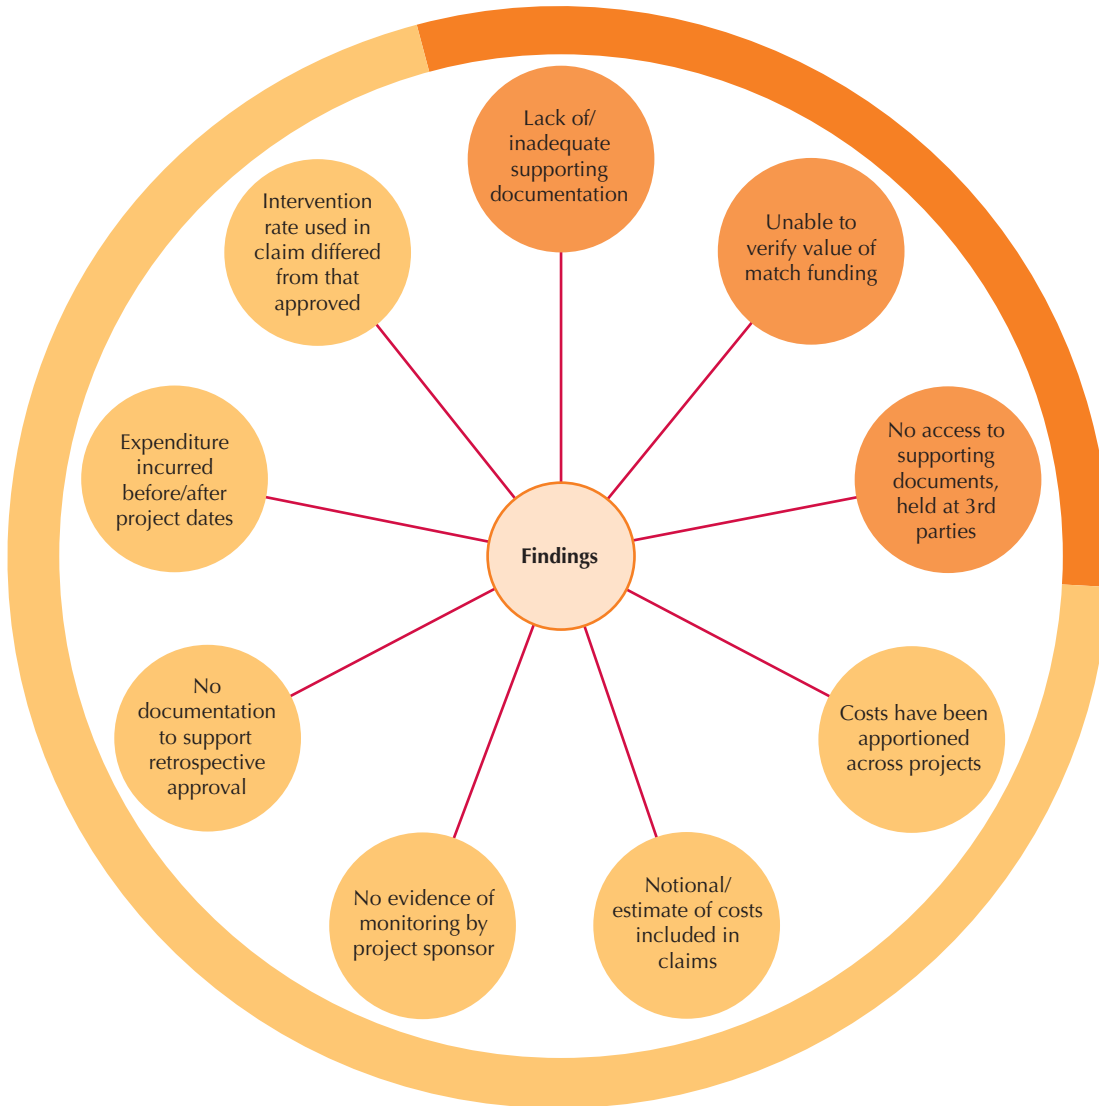 Lack of/
inadequate
supporting
documentation
Unable to
verify value of
match funding
No access to
supporting
documents,
held at 3rd
parties
Costs have been
apportioned
across projects
Notional/
estimate of costs
included in
claims
No evidence of
monitoring by
project sponsor
No
documentation
to support
retrospective
approval
Expenditure
incurred
before/after
project dates
Intervention
rate used in
claim differed
from that
approved
Findings